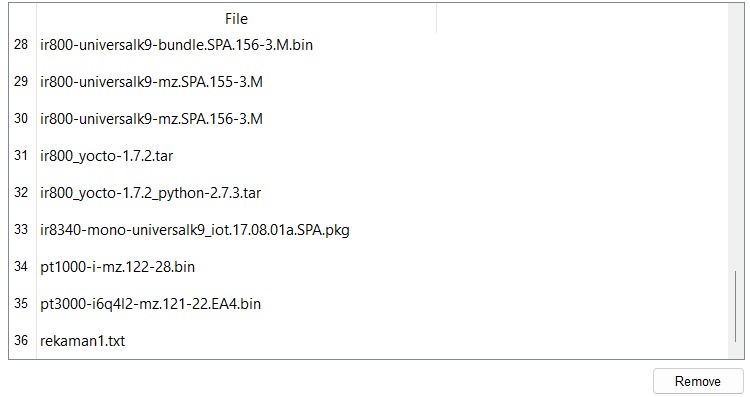 File
28 ir800-universalk9-bundle.SPA.156-3.M.bin
29 ir800-universalk9-mz.SPA.155-3.M
30 ir800-universalk9-mz.SPA.156-3.M
31 ir800_yocto-1.7.2.tar
32 ir800_yocto-1.7.2_python-2.7.3.tar
33 ir8340-mono-universalk9_iot.17.08.01a.SPA.pkg
34 pt1000-i-mz.122-28.bin
35 pt3000-i6q4l2-mz.121-22.EA4.bin
36 rekaman1.txt
Remove